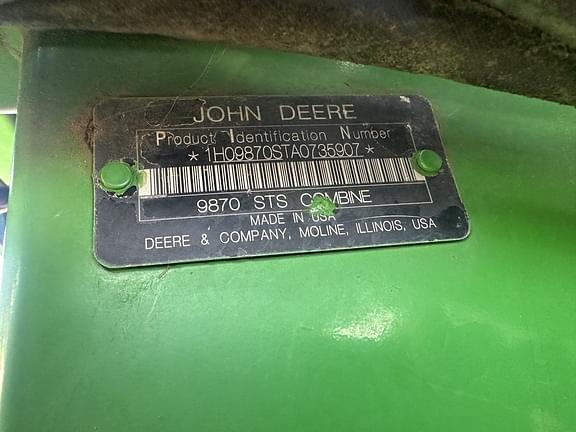 JOHN DEERE
Product Identification Number
*1H09870STA0735907*
9870 STS COMBINE
MADE IN USA
DEERE & COMPANY, MOLINE, ILLINOIS, USA